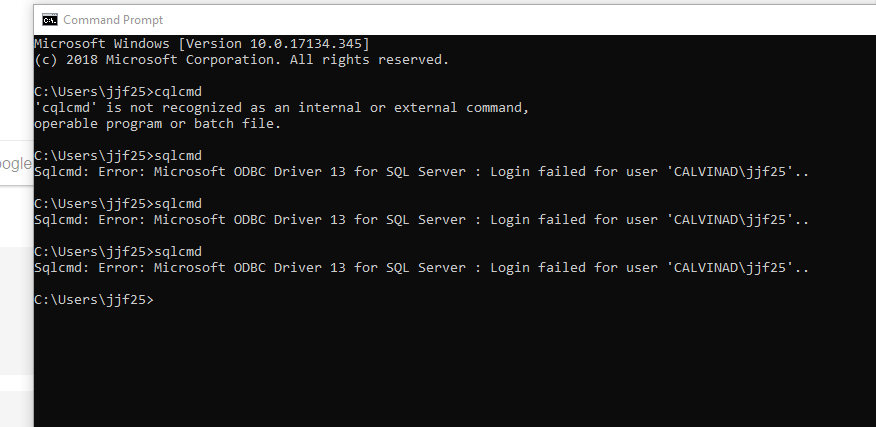 Command Prompt
Microsoft Windows [Version 10.0.17134.345]
(c) 2018 Microsoft Corporation. All rights reserved.
C:\Users\jjf25>cqlcmd
'cqlcmd' is not recognized as an internal or external command,
operable program or batch file.
C:\Users\jjf25>sqlcmd
Sqlcmd: Error: Microsoft ODBC Driver 13 for SQL Server : Login failed for user 'CALVINAD\jjf25'..
C:\Users\jjf25>sqlcmd
Sqlcmd: Error: Microsoft ODBC Driver 13 for SQL Server : Login failed for user 'CALVINAD\jjf25'..
C:\Users\jjf25>sqlcmd
Sqlcmd: Error: Microsoft ODBC Driver 13 for SQL Server : Login failed for user 'CALVINAD\jjf25'..
C:\Users\jjf25>
oogle